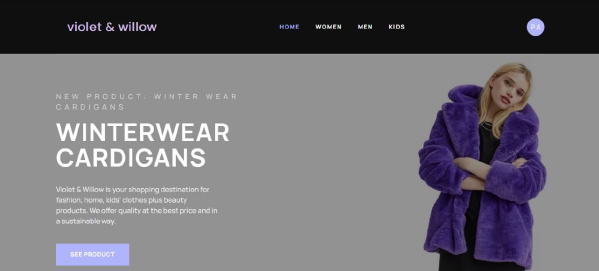 violet & willow
HOME WOMEN MEN KIDS
PA
NEW PRODUCT: WINTER WEAR
CARDIGANS
WINTERWEAR
CARDIGANS
Violet & Willow is your shopping destination for
fashion, home, kids' clothes plus beauty
products. We offer quality at the best price and in
a sustainable way.
SEE PRODUCT